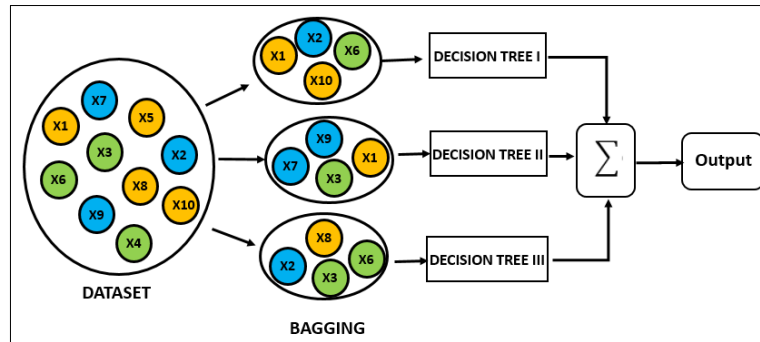 X7
X1
X5
X3
X2
X6
X8
X9
X10
X4
DATASET
X2
X1
X6
X10
X9
X7
X1
X3
X8
X2
X6
X3
BAGGING
DECISION TREE I
DECISION TREE II
DECISION TREE III
∑
Output